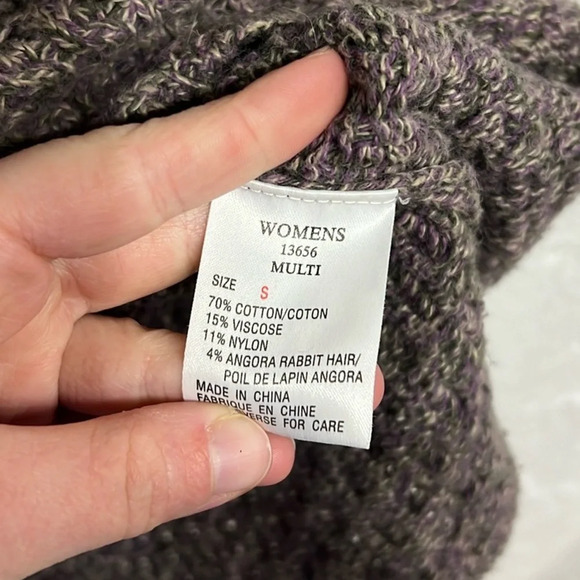 WOMENS
13656
MULTI
SIZE S
70% COTTON/COTON
15% VISCOSE
11% NYLON
4% ANGORA RABBIT HAIR/
POIL DE LAPIN ANGORA
MADE IN CHINA
FABRIQUE EN CHINE
FOR CARE